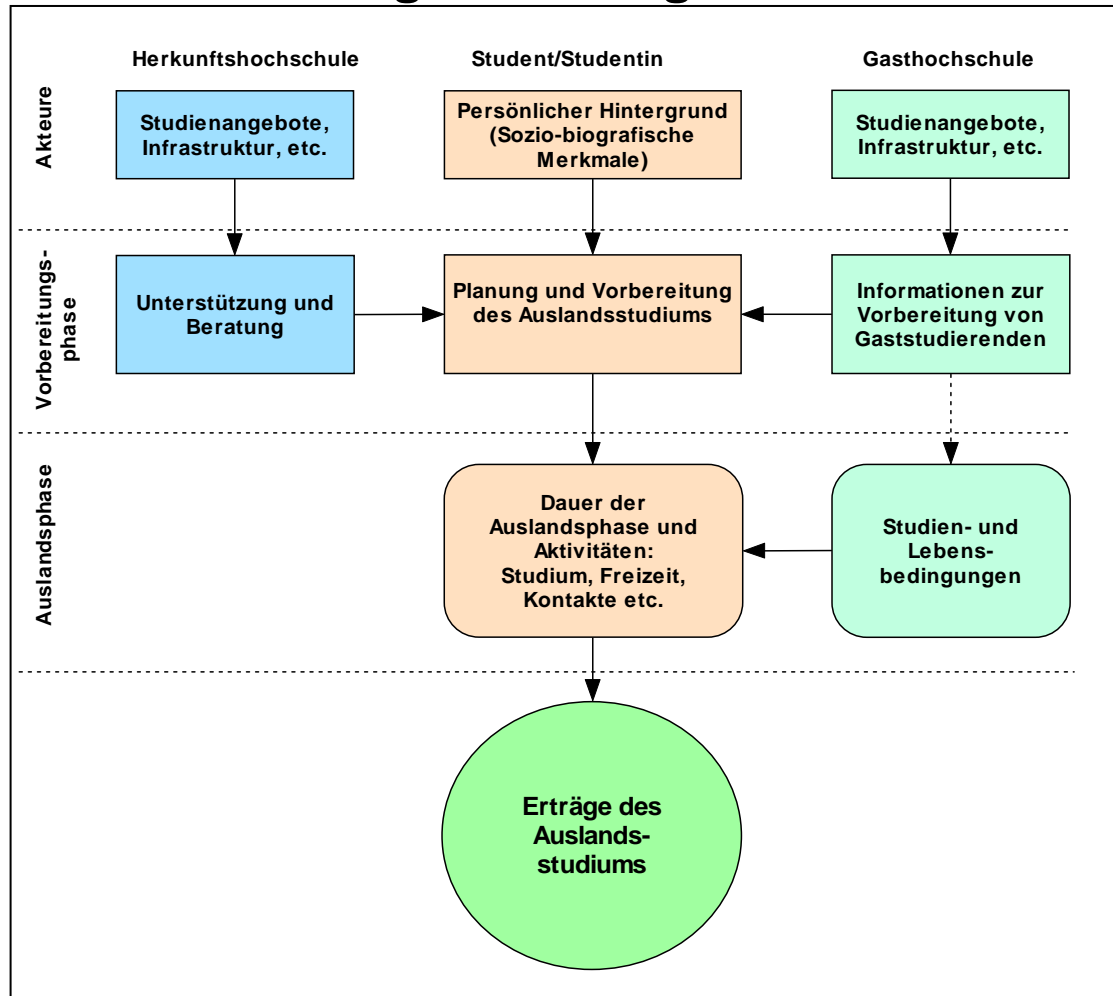 Herkunftshochschule
Student/Studentin
Gasthochschule
Akteure
Studienangebote,
Infrastruktur, etc.
Persönlicher Hintergrund
(Sozio-biografische
Merkmale)
Studienangebote,
Infrastruktur, etc.
Vorbereitungs-
phase
Unterstützung und
Beratung
Planung und Vorbereitung
des Auslandsstudiums
Informationen zur
Vorbereitung von
Gaststudierenden
Auslandsphase
Dauer der
Auslandsphase und
Aktivitäten:
Studium, Freizeit,
Kontakte etc.
Studien- und
Lebens-
bedingungen
Erträge des
Auslands-
studiums